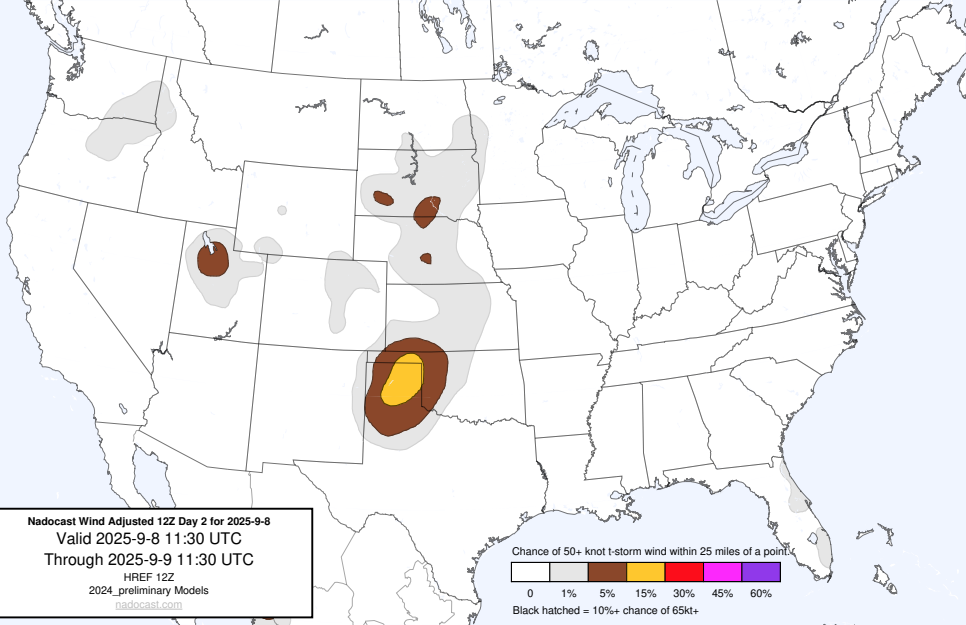 Nadocast Wind Adjusted 12Z Day 2 for 2025-9-8
Valid 2025-9-8 11:30 UTC
Through 2025-9-9 11:30 UTC
HREF 12Z
2024_preliminary Models
nadocast.com
Chance of 50+ knot t-storm wind within 25 miles of a point.
0 1% 5% 15% 30% 45% 60%
Black hatched = 10%+ chance of 65kt+